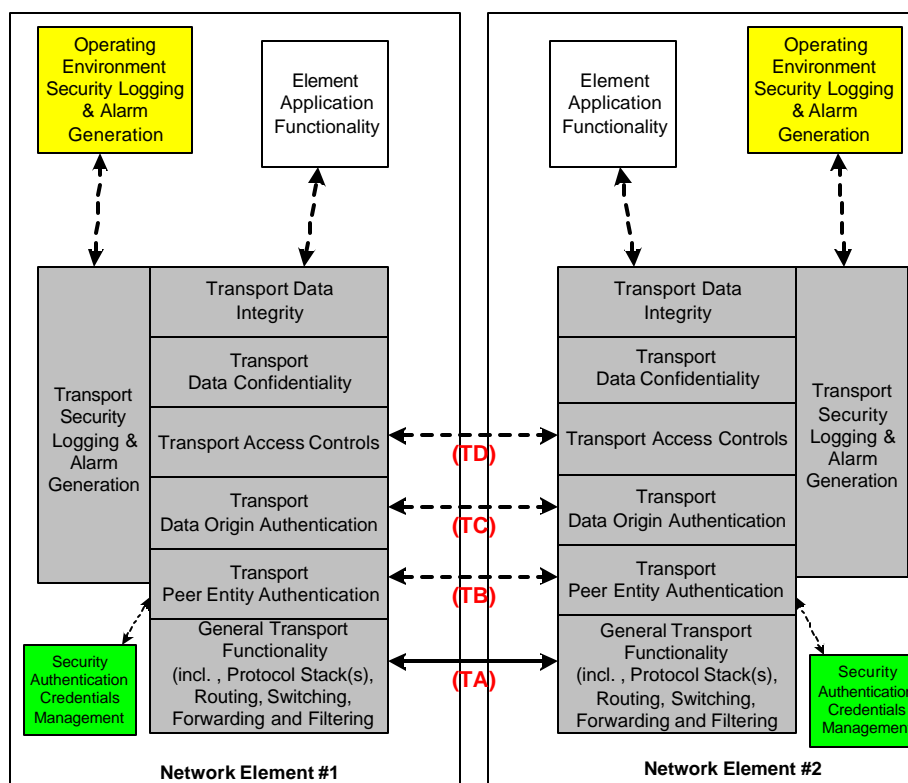 Operating
Environment
Security Logging
& Alarm
Generation
Element
Application
Functionality
Transport Data
Integrity
Transport
Data Confidentiality
Transport Access Controls
Transport
Data Origin Authentication
Transport
Peer Entity Authentication
General Transport
Functionality
(incl. , Protocol Stack(s),
Routing, Switching,
Forwarding and Filtering
Transport
Security
Logging &
Alarm
Generation
Security
Authentication
Credentials
Management
Network Element #1
(TD)
(TC)
(TB)
(TA)
Element
Application
Functionality
Operating
Environment
Security Logging
& Alarm
Generation
Transport Data
Integrity
Transport
Data Confidentiality
Transport Access Controls
Transport
Data Origin Authentication
Transport
Peer Entity Authentication
General Transport
Functionality
(incl. , Protocol Stack(s),
Routing, Switching,
Forwarding and Filtering
Transport
Security
Logging &
Alarm
Generation
Security
Authentication
Credentials
Management
Network Element #2